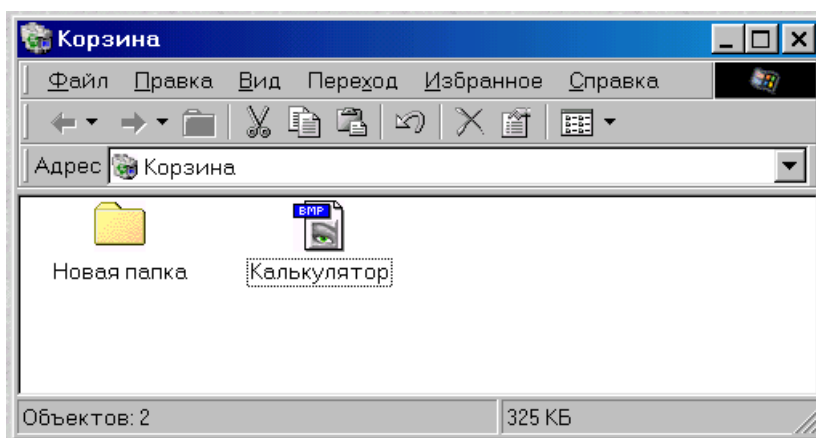 Корзина
Файл Правка Вид Переход Избранное Справка
Адрес Корзина
BMP
Новая папка Калькулятор
Объектов: 2 325 КБ